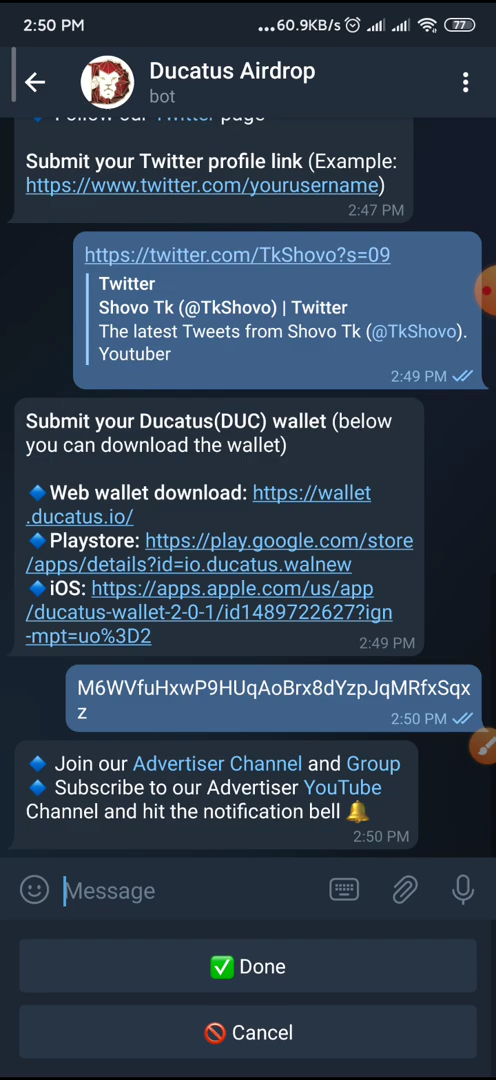 2:50 PM
...60.9KB/s
77
Ducatus Airdrop
bot
Follow our Twitter page
Submit your Twitter profile link (Example:
https://www.twitter.com/yourusername)
2:47 PM
https://twitter.com/TkShovo?s=09
Twitter
Shovo Tk (@TkShovo) | Twitter
The latest Tweets from Shovo Tk (@TkShovo).
Youtuber
2:49 PM
Submit your Ducatus(DUC) wallet (below
you can download the wallet)
🔹Web wallet download: https://wallet
.ducatus.io/
🔹Playstore: https://play.google.com/store
/apps/details?id=io.ducatus.walnew
🔹iOS: https://apps.apple.com/us/app
/ducatus-wallet-2-0-1/id1489722627?ign
-mpt=uo%3D2
2:49 PM
M6WVfuHxwP9HUqAoBrx8dYzpJqMRfxSqx
z
2:50 PM
🔹 Join our Advertiser Channel and Group
🔹 Subscribe to our Advertiser YouTube
Channel and hit the notification bell 🔔
2:50 PM
Message
✅ Done
🚫 Cancel